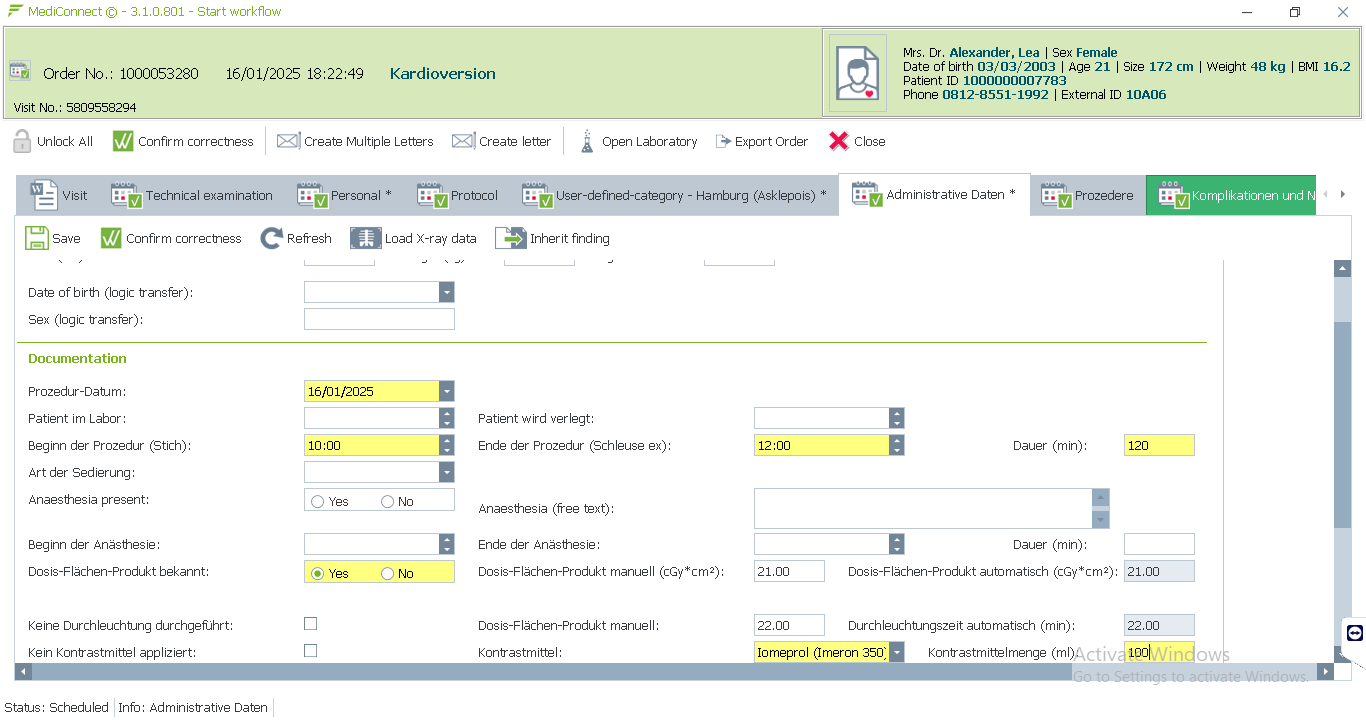 MediConnect © - 3.1.0.801 - Start workflow
Order No.: 1000053280 16/01/2025 18:22:49 Kardioversion
Visit No.: 5809558294
Mrs. Dr. Alexander, Lea | Sex Female
Date of birth 03/03/2003 | Age 21 | Size 172 cm | Weight 48 kg | BMI 16.2
Patient ID 1000000007783
Phone 0812-8551-1992 | External ID 10A06
Unlock All Confirm correctness Create Multiple Letters Create letter Open Laboratory Export Order Close
Visit Technical examination Personal * Protocol User-defined-category - Hamburg (Asklepois) * Administrative Daten * Prozedere Komplikationen und N
Save Confirm correctness Refresh Load X-ray data Inherit finding
Date of birth (logic transfer):
Sex (logic transfer):
Documentation
Prozedur-Datum: 16/01/2025
Patient im Labor: Patient wird verlegt:
Beginn der Prozedur (Stich): 10:00 Ende der Prozedur (Schleuse ex): 12:00 Dauer (min): 120
Art der Sedierung:
Anaesthesia present: Yes No Anaesthesia (free text):
Beginn der Anästhesie: Ende der Anästhesie: Dauer (min):
Dosis-Flächen-Produkt bekannt: Yes No Dosis-Flächen-Produkt manuell (cGy*cm²): 21.00 Dosis-Flächen-Produkt automatisch (cGy*cm²): 21.00
Keine Durchleuchtung durchgeführt: Dosis-Flächen-Produkt manuell: 22.00 Durchleuchtungszeit automatisch (min): 22.00
Kein Kontrastmittel appliziert: Kontrastmittel: Iomeprol (Imeron 350) Kontrastmittelmenge (ml): 100
Activate Windows
Go to Settings to activate Windows.
Status: Scheduled Info: Administrative Daten